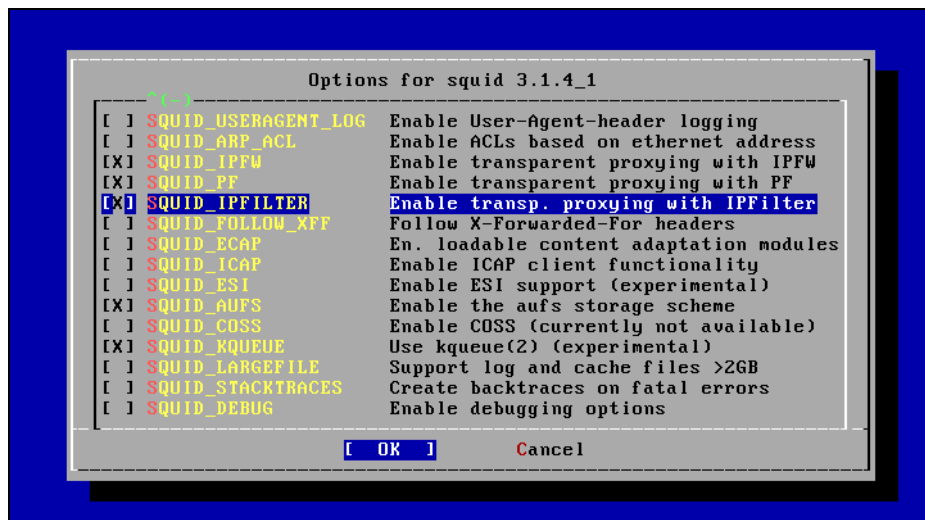 Options for squid 3.1.4_1
^(-)
[ ] SQUID_USERAGENT_LOG Enable User-Agent-header logging
[ ] SQUID_ARP_ACL Enable ACLs based on ethernet address
[X] SQUID_IPFW Enable transparent proxying with IPFW
[X] SQUID_PF Enable transparent proxying with PF
[X] SQUID_IPFILTER Enable transp. proxying with IPFilter
[ ] SQUID_FOLLOW_XFF Follow X-Forwarded-For headers
[ ] SQUID_ECAP En. loadable content adaptation modules
[ ] SQUID_ICAP Enable ICAP client functionality
[ ] SQUID_ESI Enable ESI support (experimental)
[X] SQUID_AUFS Enable the aufs storage scheme
[ ] SQUID_COSS Enable COSS (currently not available)
[X] SQUID_KQUEUE Use kqueue(2) (experimental)
[ ] SQUID_LARGEFILE Support log and cache files >2GB
[ ] SQUID_STACKTRACES Create backtraces on fatal errors
[ ] SQUID_DEBUG Enable debugging options
[ OK ] Cancel